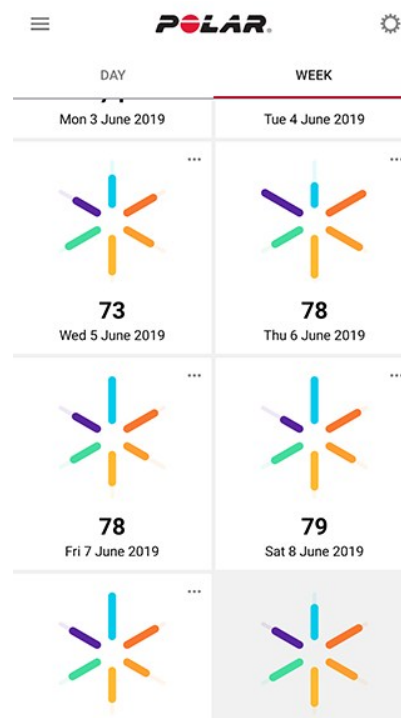 POLAR.
DAY WEEK
Mon 3 June 2019 Tue 4 June 2019
73 78
Wed 5 June 2019 Thu 6 June 2019
78 79
Fri 7 June 2019 Sat 8 June 2019